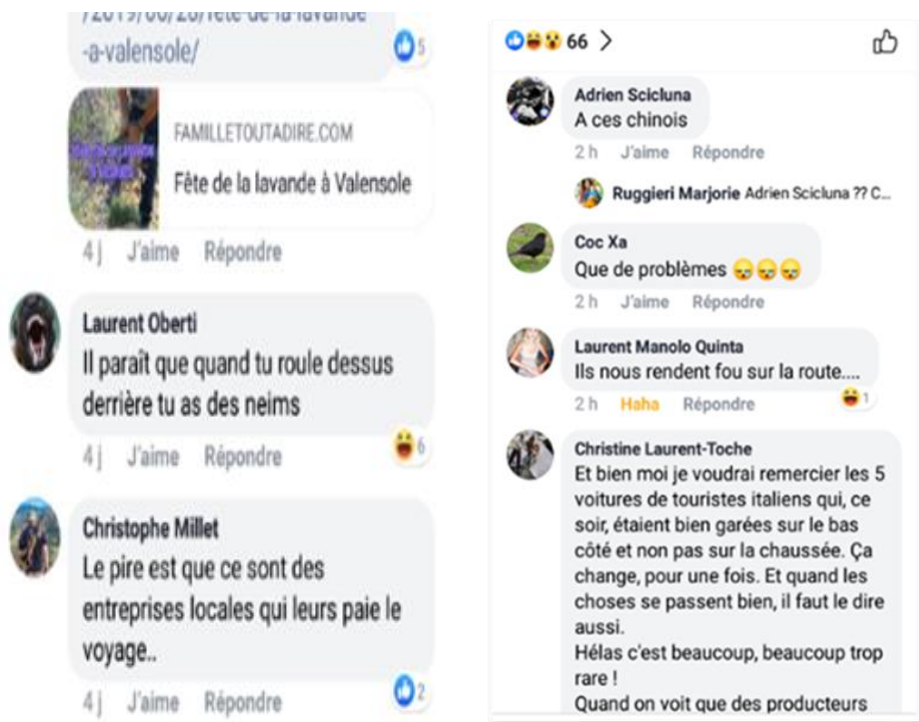 /2019/06/26/fete-de-la-lavande
-a-valensole/
5
FAMILLETOUTADIRE.COM
Fête de la lavande à Valensole
4 j J'aime Répondre
Laurent Oberti
Il paraît que quand tu roule dessus
derrière tu as des neims
4 j J'aime Répondre
6
Christophe Millet
Le pire est que ce sont des
entreprises locales qui leurs paie le
voyage..
4 j J'aime Répondre
2
66 >
Adrien Scicluna
A ces chinois
2 h J'aime Répondre
Ruggieri Marjorie Adrien Scicluna ?? C...
Coc Xa
Que de problèmes 😪😪😪
2 h J'aime Répondre
Laurent Manolo Quinta
Ils nous rendent fou sur la route....
2 h Haha Répondre
1
Christine Laurent-Toche
Et bien moi je voudrai remercier les 5
voitures de touristes italiens qui, ce
soir, étaient bien garées sur le bas
côté et non pas sur la chaussée. Ça
change, pour une fois. Et quand les
choses se passent bien, il faut le dire
aussi.
Hélas c'est beaucoup, beaucoup trop
rare !
Quand on voit que des producteurs